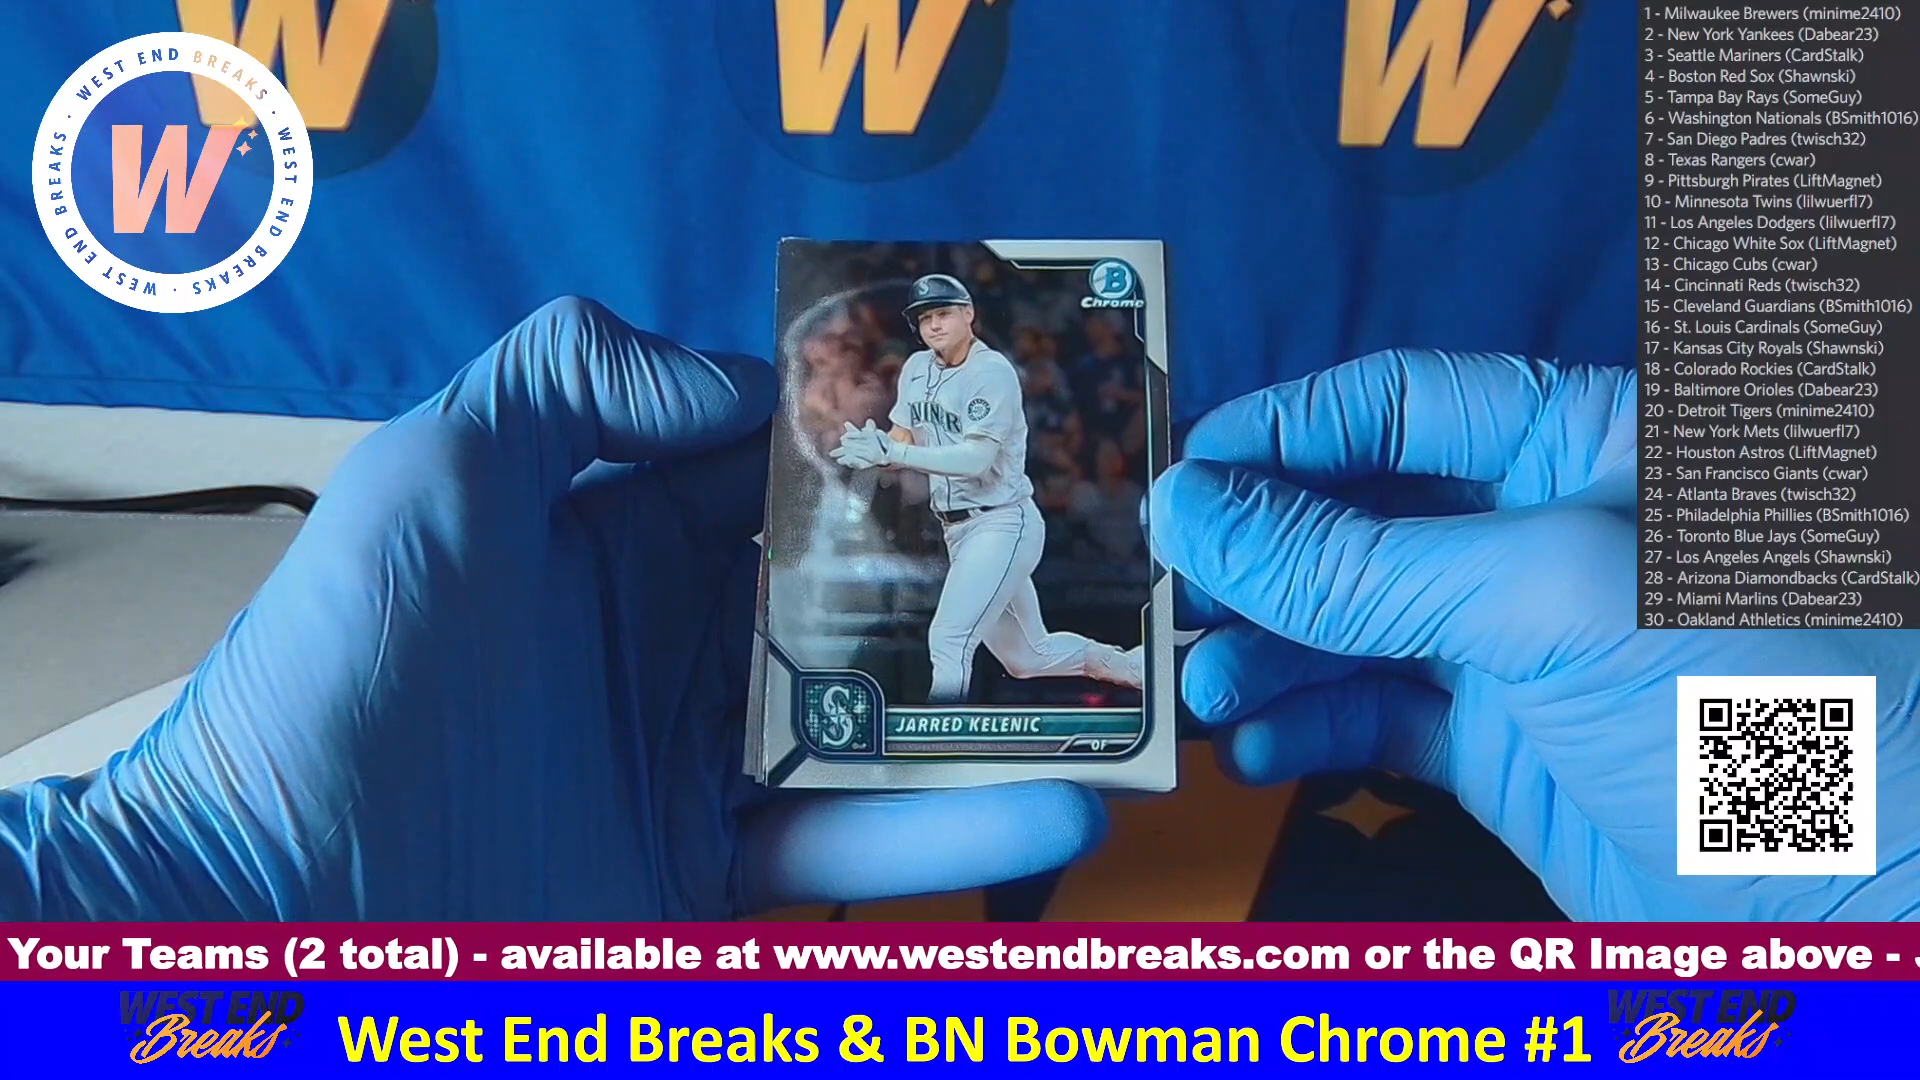 WEST END BREAKS · WEST END BREAKS · WEST END BREAKS ·
W
W
W
W
1 - Milwaukee Brewers (minime2410)
2 - New York Yankees (Dabear23)
3 - Seattle Mariners (CardStalk)
4 - Boston Red Sox (Shawnski)
5 - Tampa Bay Rays (SomeGuy)
6 - Washington Nationals (BSmith1016)
7 - San Diego Padres (twisch32)
8 - Texas Rangers (cwar)
9 - Pittsburgh Pirates (LiftMagnet)
10 - Minnesota Twins (lilwuerfl7)
11 - Los Angeles Dodgers (lilwuerfl7)
12 - Chicago White Sox (LiftMagnet)
13 - Chicago Cubs (cwar)
14 - Cincinnati Reds (twisch32)
15 - Cleveland Guardians (BSmith1016)
16 - St. Louis Cardinals (SomeGuy)
17 - Kansas City Royals (Shawnski)
18 - Colorado Rockies (CardStalk)
19 - Baltimore Orioles (Dabear23)
20 - Detroit Tigers (minime2410)
21 - New York Mets (lilwuerfl7)
22 - Houston Astros (LiftMagnet)
23 - San Francisco Giants (cwar)
24 - Atlanta Braves (twisch32)
25 - Philadelphia Phillies (BSmith1016)
26 - Toronto Blue Jays (SomeGuy)
27 - Los Angeles Angels (Shawnski)
28 - Arizona Diamondbacks (CardStalk)
29 - Miami Marlins (Dabear23)
30 - Oakland Athletics (minime2410)
B
Chrome
S
JARRED KELENIC
OF
Your Teams (2 total) - available at www.westendbreaks.com or the QR Image above -
WEST END
Breaks
West End Breaks & BN Bowman Chrome #1
WEST END
Breaks